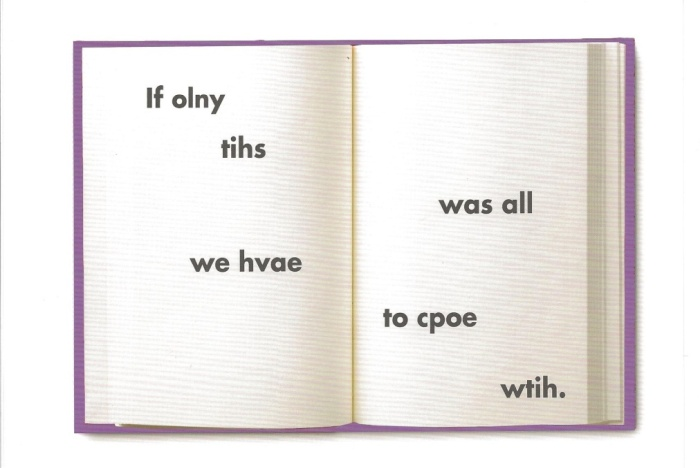 If olny
tihs
was all
we hvae
to cpoe
wtih.